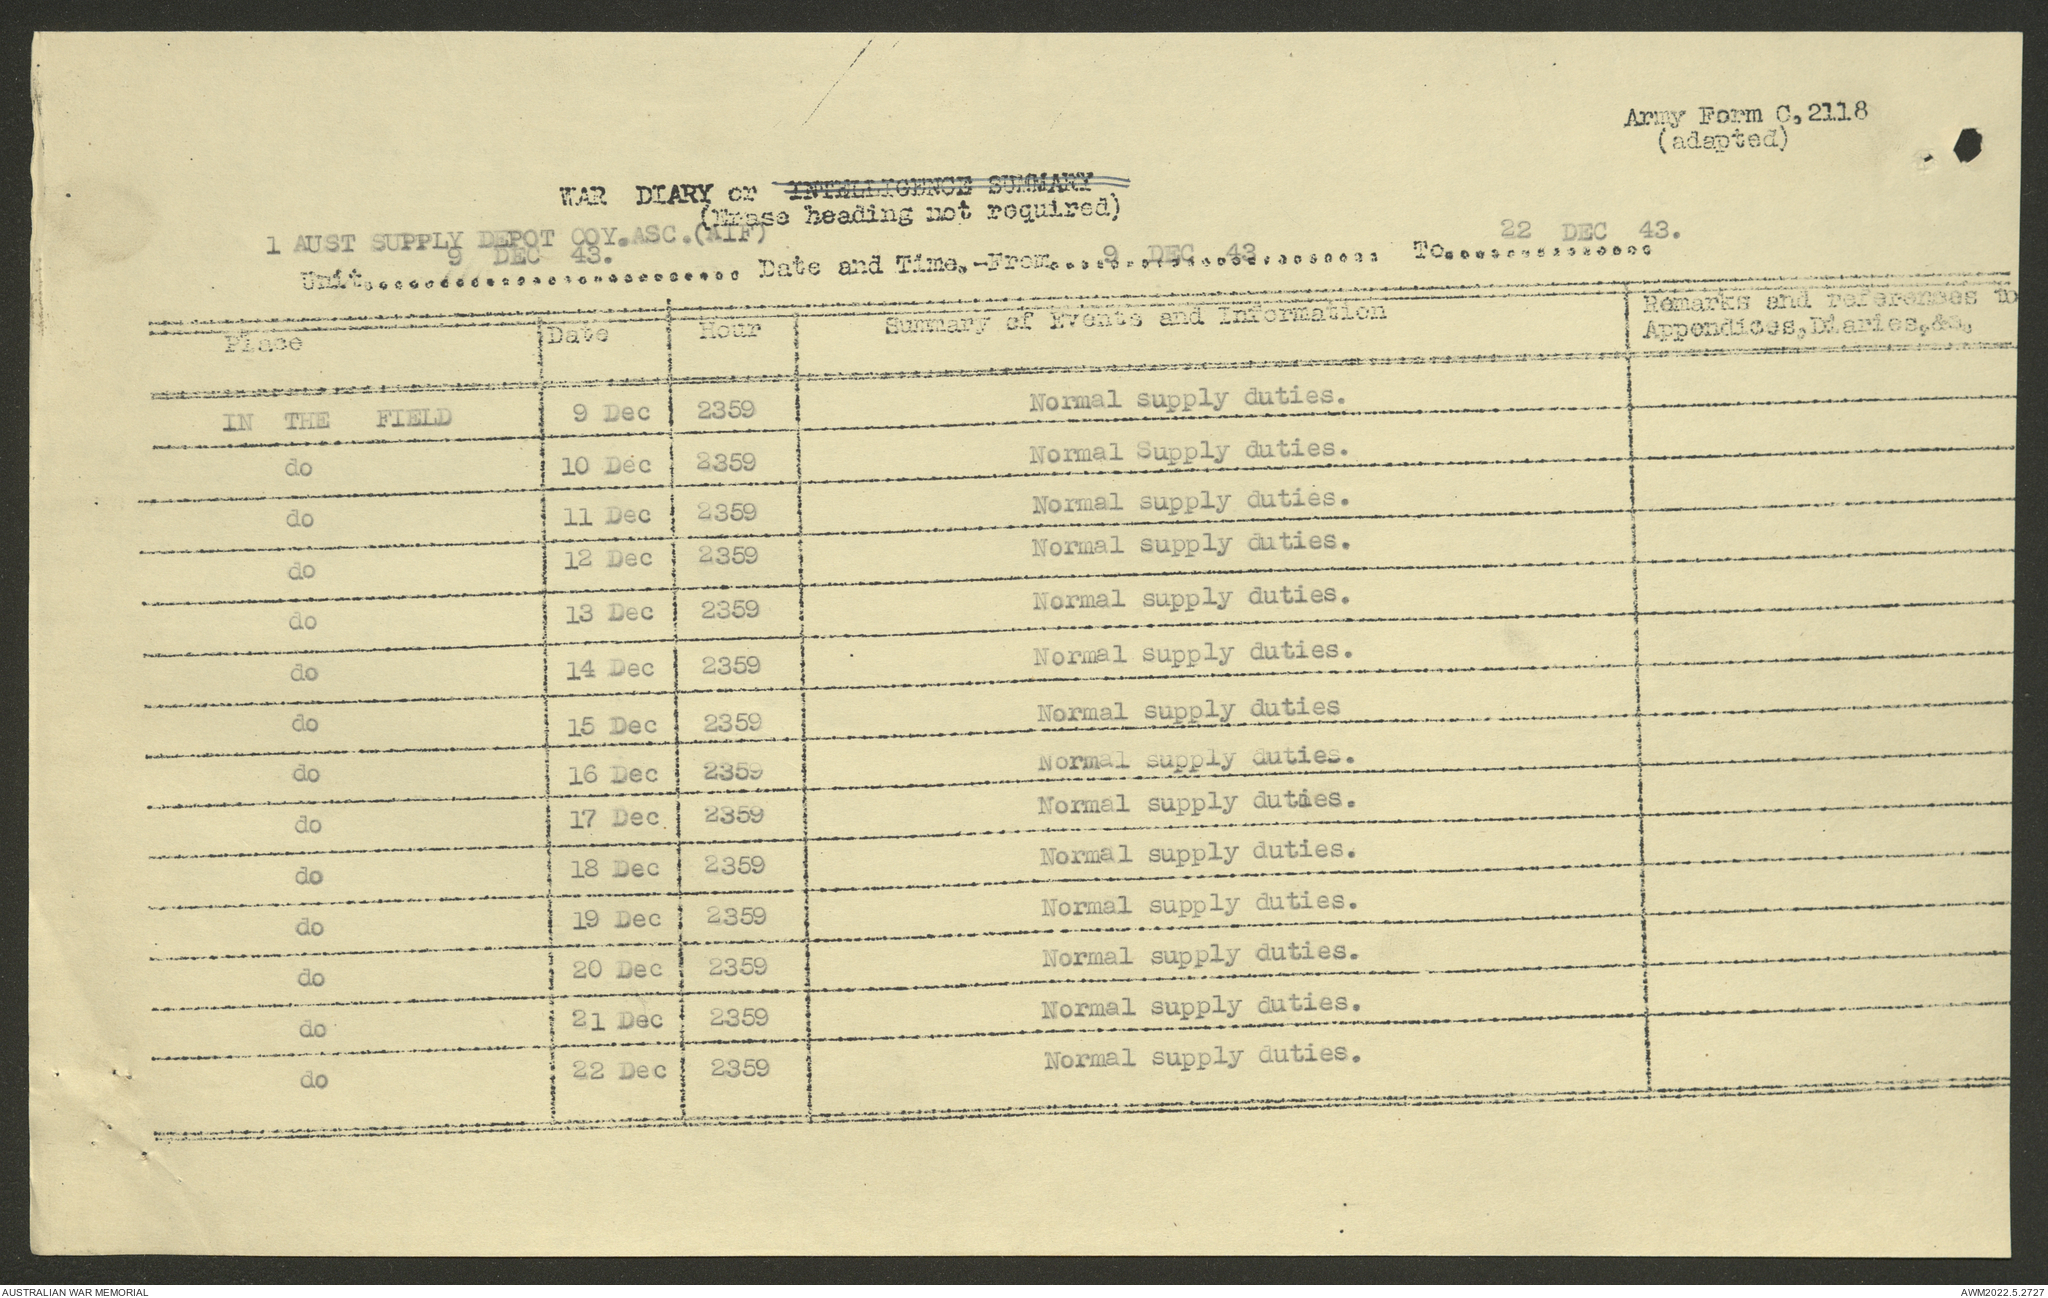 Army Form C,2118
(adapted)
WAR DIARY or INTELLIGENCE SUMMARY
(Erase heading not required)
1 AUST SUPPLY DEPOT COY.ASC.(AIF)
9 DEC 43.
22 DEC 43.
Unit.......................... Date and Time.-From....9 DEC 43............ To..............
Place Date Hour Summary of Events and Information Remarks and references to
Appendices,Diaries,&c,
IN THE FIELD 9 Dec 2359 Normal supply duties.
do 10 Dec 2359 Normal Supply duties.
do 11 Dec 2359 Normal supply duties.
do 12 Dec 2359 Normal supply duties.
do 13 Dec 2359 Normal supply duties.
do 14 Dec 2359 Normal supply duties.
do 15 Dec 2359 Normal supply duties
do 16 Dec 2359 Normal supply duties.
do 17 Dec 2359 Normal supply duties.
do 18 Dec 2359 Normal supply duties.
do 19 Dec 2359 Normal supply duties.
do 20 Dec 2359 Normal supply duties.
do 21 Dec 2359 Normal supply duties.
do 22 Dec 2359 Normal supply duties.
AUSTRALIAN WAR MEMORIAL
AWM2022.5.2727